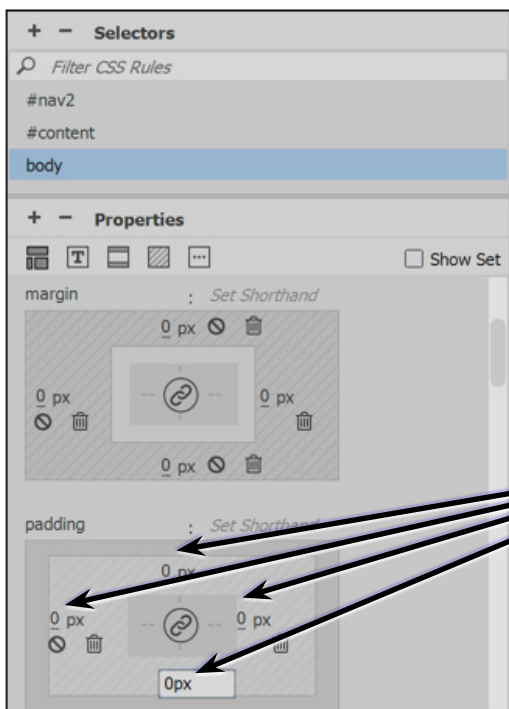 + - Selectors
Filter CSS Rules
#nav2
#content
body
+ - Properties
T ... Show Set
margin : Set Shorthand
0 px
0 px 0 px
0 px
padding : Set Shorthand
0 px
0 px 0 px
0px